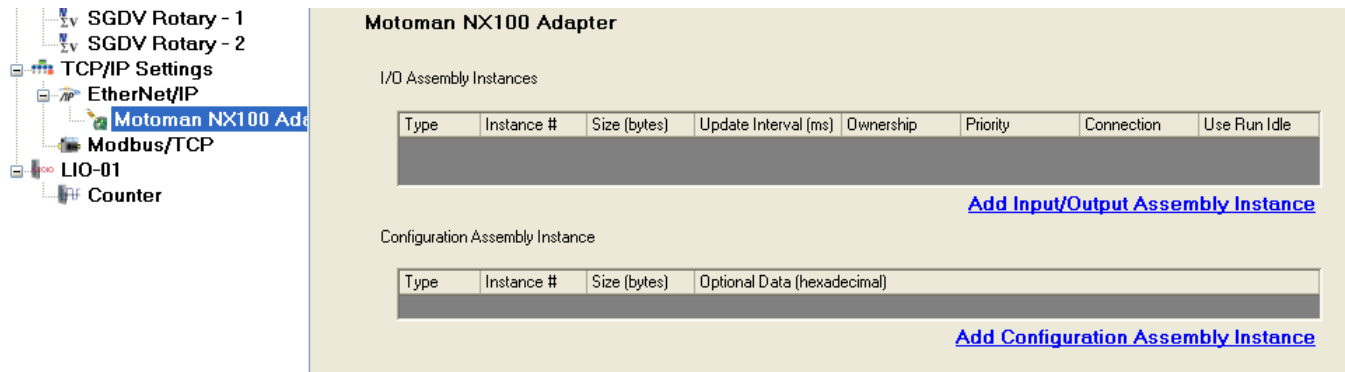 SGDV Rotary - 1
SGDV Rotary - 2
TCP/IP Settings
EtherNet/IP
Motoman NX100 Ada
Modbus/TCP
LIO-01
Counter
Motoman NX100 Adapter
I/O Assembly Instances
Type Instance # Size (bytes) Update Interval (ms) Ownership Priority Connection Use Run Idle
Add Input/Output Assembly Instance
Configuration Assembly Instance
Type Instance # Size (bytes) Optional Data (hexadecimal)
Add Configuration Assembly Instance